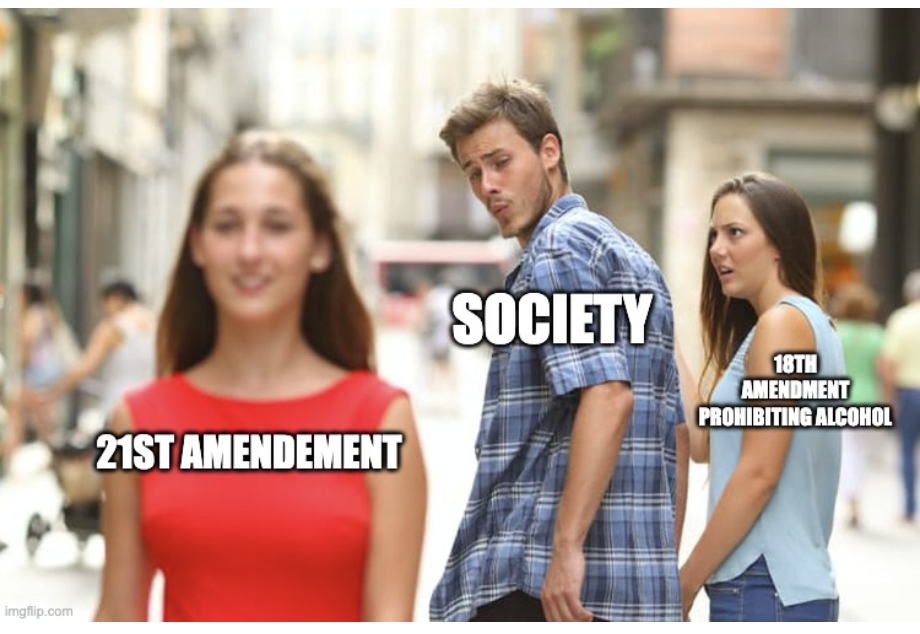 SOCIETY
18TH
AMENDMENT
PROHIBITING ALCOHOL
21ST AMENDEMENT
imgflip.com